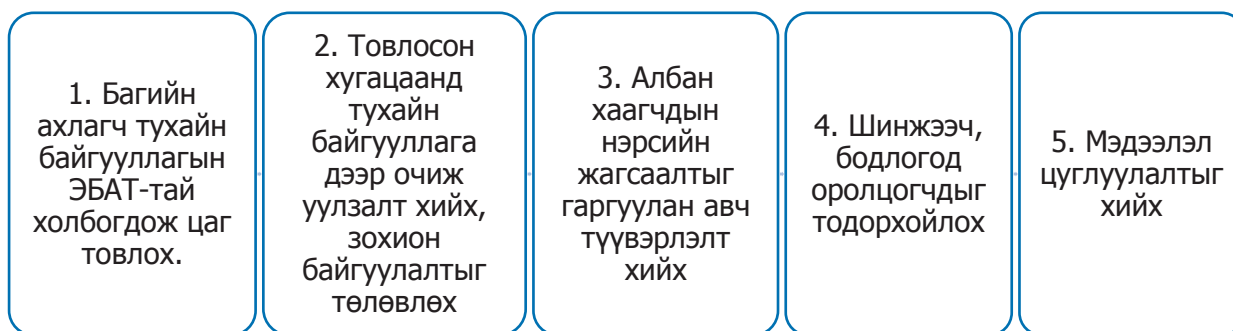 1. Багийн
ахлагч тухайн
байгууллагын
ЭБАТ-тай
холбогдож цаг
товлох.
2. Товлосон
хугацаанд
тухайн
байгууллага
дээр очиж
уулзалт хийх,
зохион
байгуулалтыг
төлөвлөх
3. Албан
хаагчдын
нэрсийн
жагсаалтыг
гаргуулан авч
түүвэрлэлт
хийх
4. Шинжээч,
бодлогод
оролцогчдыг
тодорхойлох
5. Мэдээлэл
цуглуулалтыг
хийх